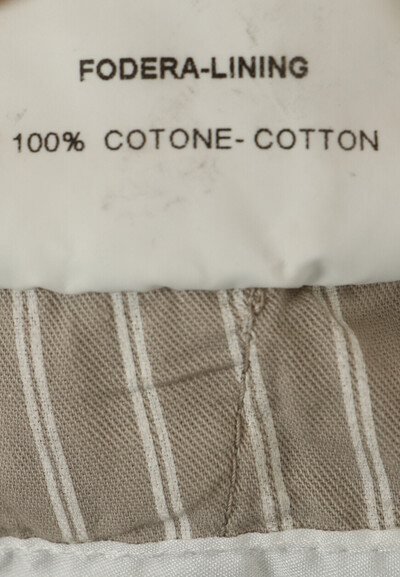 FODERA-LINING
100% COTONE- COTTON